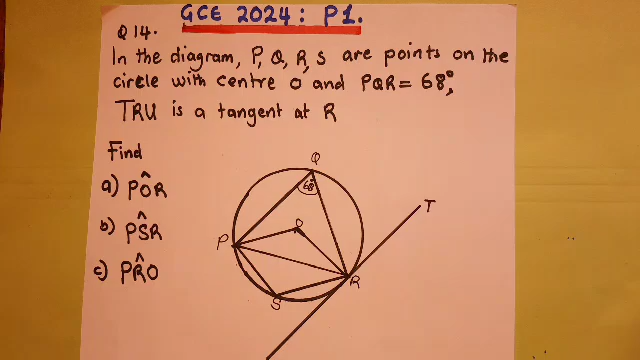 GCE 2024: P1.
Q14.
In the diagram, P, Q, R, S are points on the
circle with centre O and PQR = 68°,
TRU is a tangent at R
Find
a) PÔR
b) PŜR
c) PR̂O
Q
68°
O
T
P
R
S